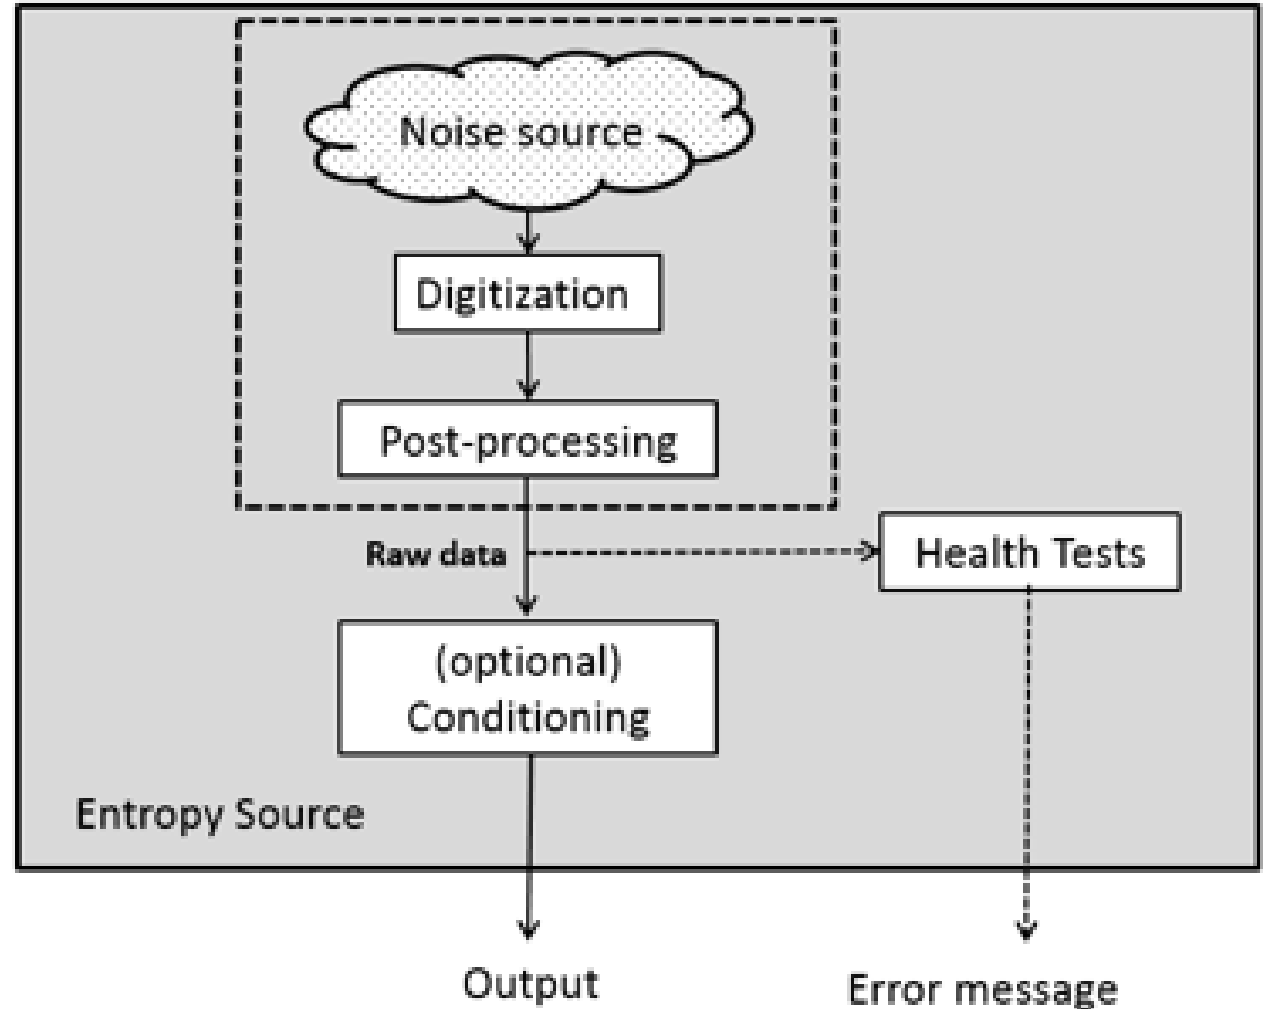 Noise source
Digitization
Post-processing
Raw data
Health Tests
(optional)
Conditioning
Entropy Source
Output
Error message